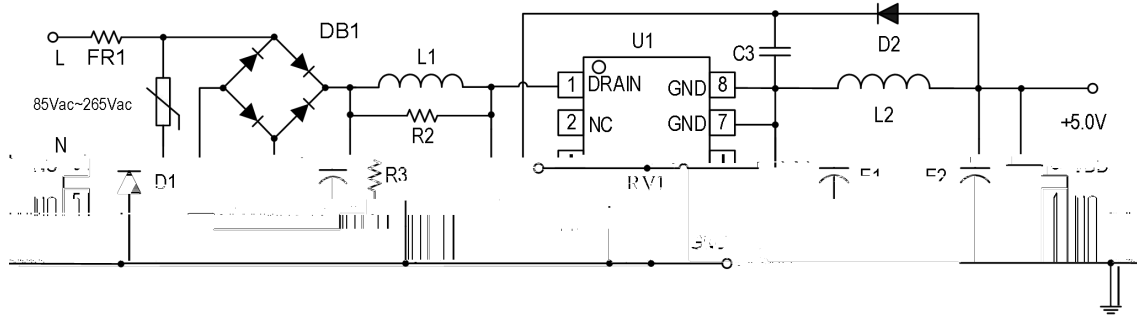 DB1
U1
D2
C3
L
FR1
L1
1
DRAIN
GND
8
L2
85Vac~265Vac
R2
2
NC
GND
7
+5.0V
N
D1
R3
RV1